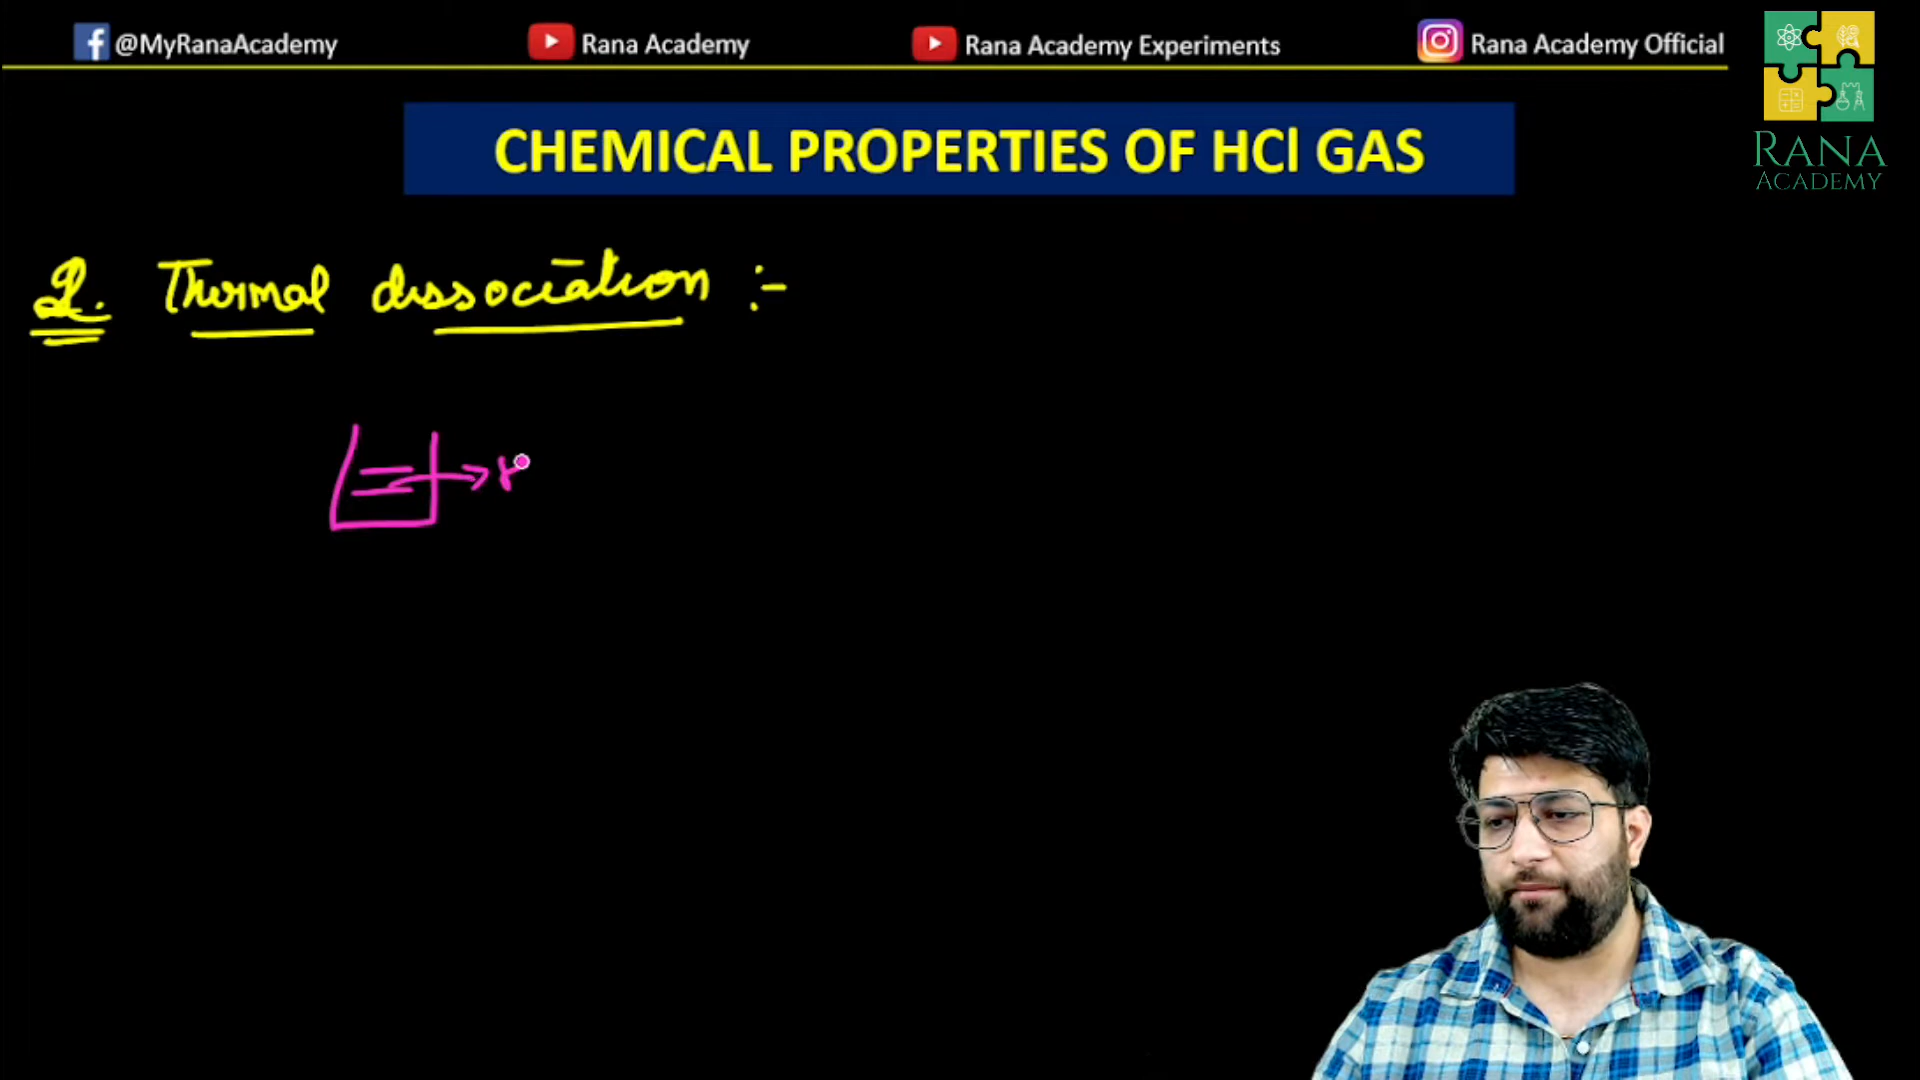 @MyRanaAcademy Rana Academy Rana Academy Experiments Rana Academy Official
RANA
ACADEMY
CHEMICAL PROPERTIES OF HCl GAS
2. Thermal dissociation :-